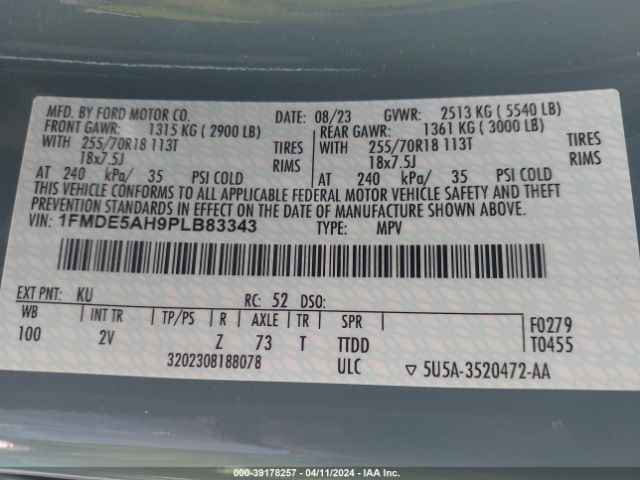 MFD. BY FORD MOTOR CO. DATE: 08/23 GVWR: 2513 KG ( 5540 LB)
FRONT GAWR: 1315 KG ( 2900 LB) REAR GAWR: 1361 KG ( 3000 LB)
WITH 255/70R18 113T TIRES WITH 255/70R18 113T TIRES
18x7.5J RIMS 18x7.5J RIMS
AT 240 kPa/ 35 PSI COLD AT 240 kPa/ 35 PSI COLD
THIS VEHICLE CONFORMS TO ALL APPLICABLE FEDERAL MOTOR VEHICLE SAFETY AND THEFT
PREVENTION STANDARDS IN EFFECT ON THE DATE OF MANUFACTURE SHOWN ABOVE.
VIN: 1FMDE5AH9PLB83343 TYPE: MPV
EXT PNT: KU RC: 52 DSO:
WB INT TR TP/PS R AXLE TR SPR F0279
100 2V Z 73 T TTDD T0455
3202308188078 ULC ▽ 5U5A-3520472-AA
000-39178257 - 04/11/2024 - IAA Inc.